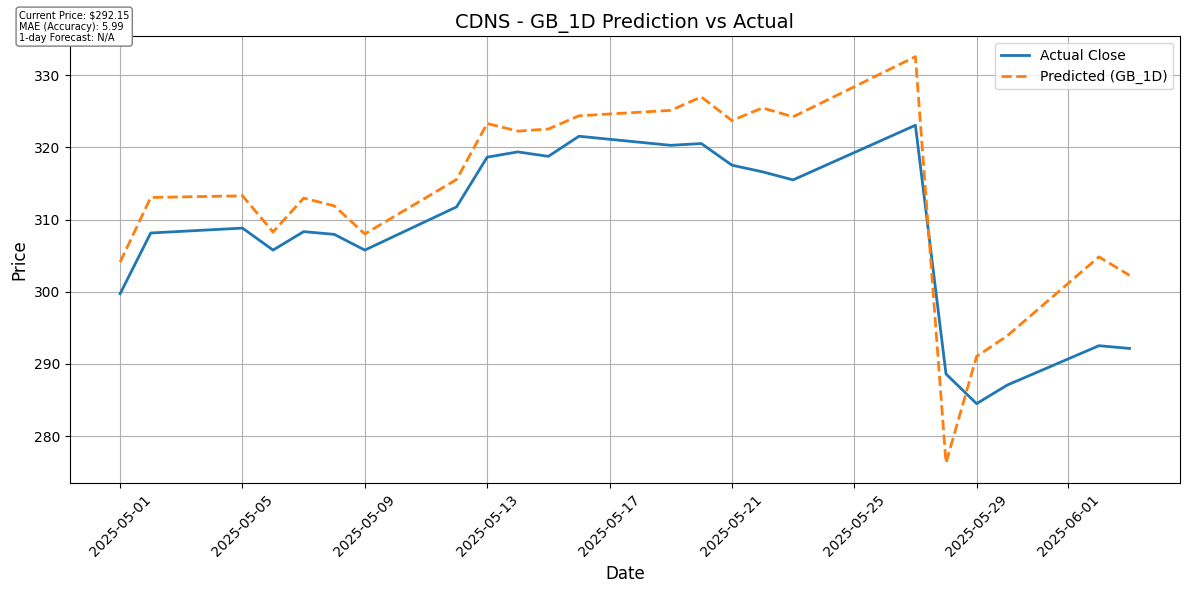 Current Price: $292.15
MAE (Accuracy): 5.99
1-day Forecast: N/A
CDNS - GB_1D Prediction vs Actual
Actual Close
Predicted (GB_1D)
Price
330
320
310
300
290
280
2025-05-01
2025-05-05
2025-05-09
2025-05-13
2025-05-17
2025-05-21
2025-05-25
2025-05-29
2025-06-01
Date